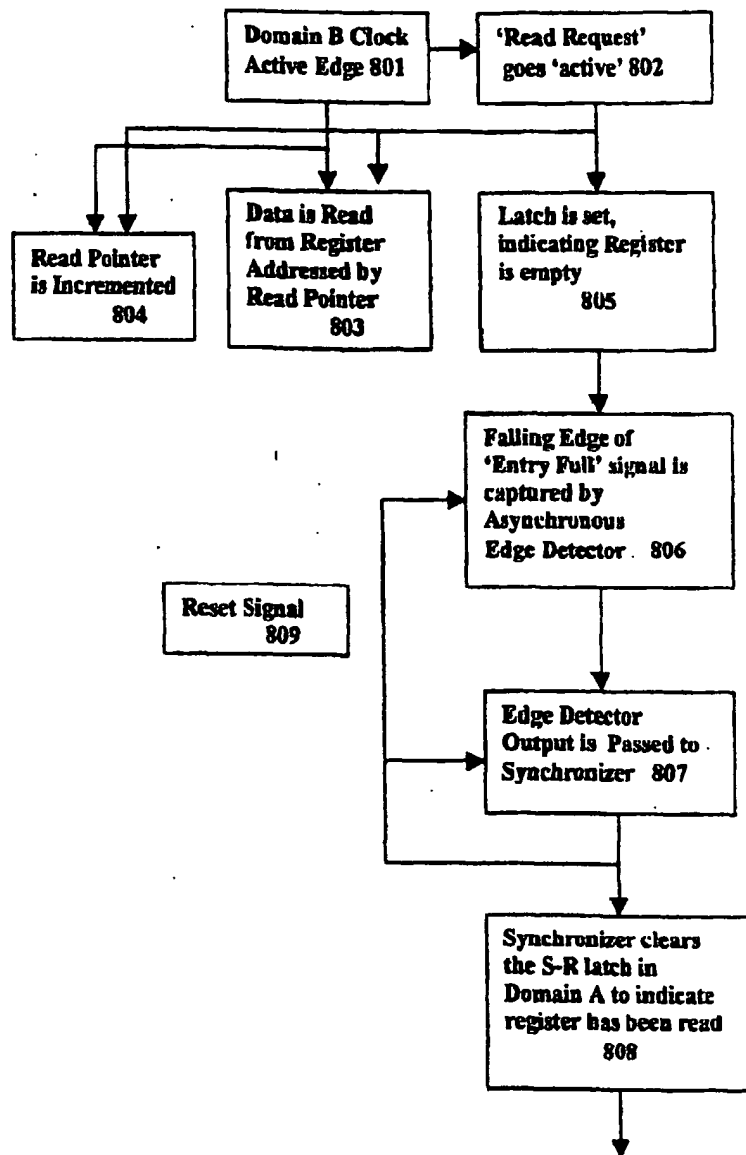 Domain B Clock
Active Edge 801
‘Read Request’
goes ‘active’ 802
Read Pointer
is Incremented
804
Data is Read
from Register
Addressed by
Read Pointer
803
Latch is set,
indicating Register
is empty
805
Falling Edge of
‘Entry Full’ signal is
captured by
Asynchronous
Edge Detector 806
Reset Signal
809
Edge Detector
Output is Passed to
Synchronizer 807
Synchronizer clears
the S-R latch in
Domain A to indicate
register has been read
808